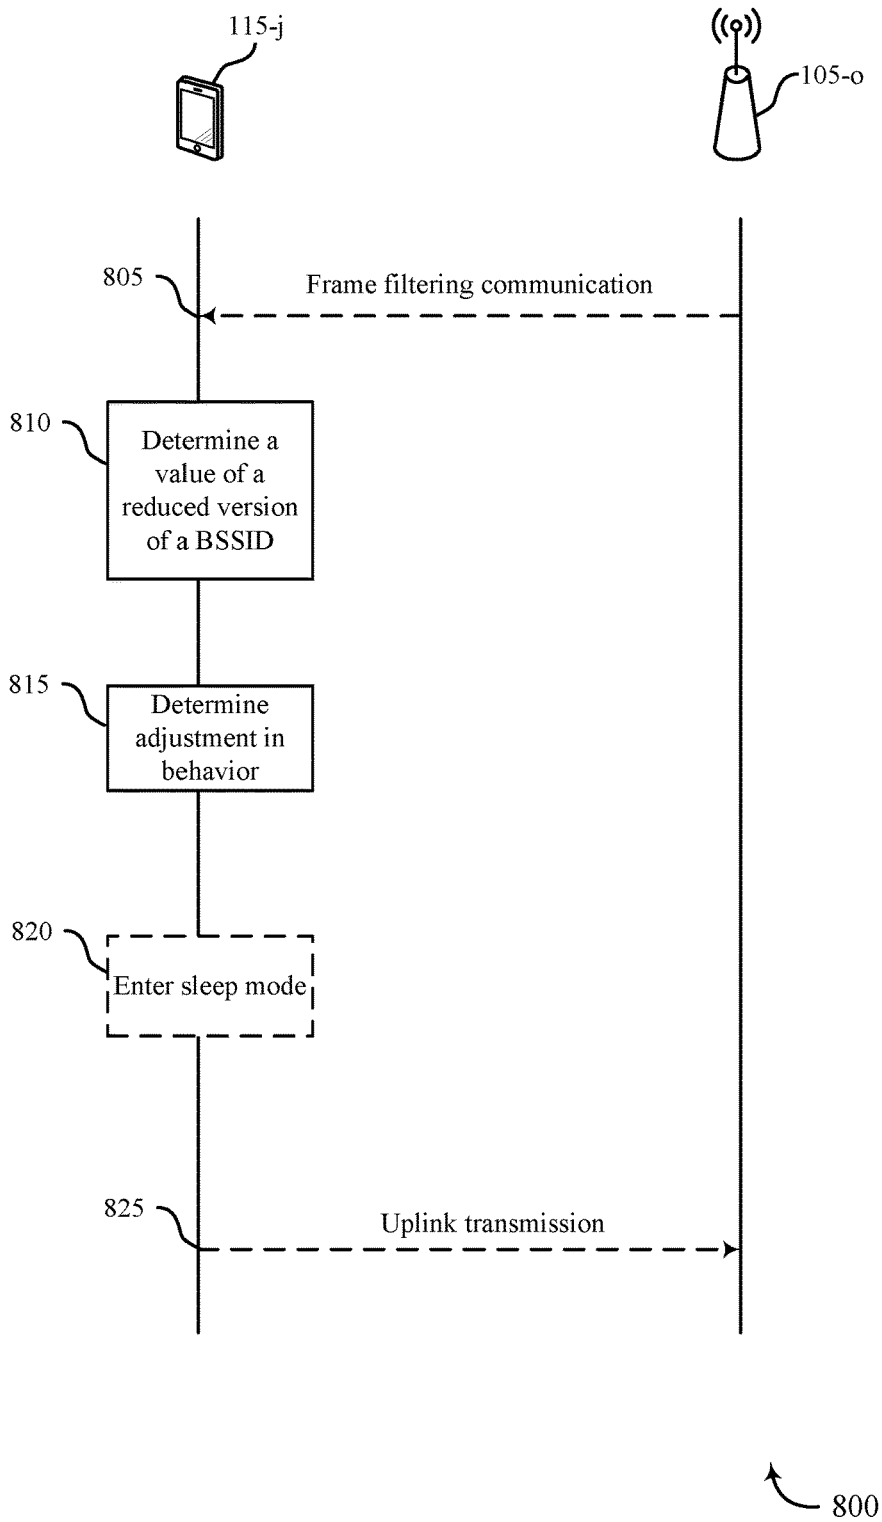 115-j
105-o
805
Frame filtering communication
810
Determine a
value of a
reduced version
of a BSSID
815
Determine
adjustment in
behavior
820
Enter sleep mode
825
Uplink transmission
800